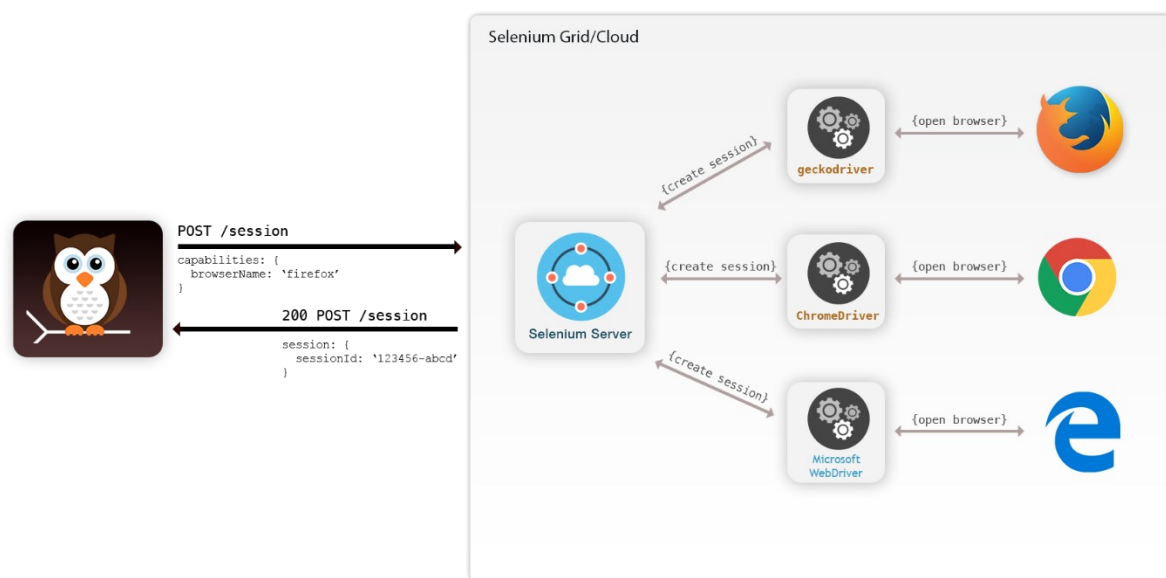 Selenium Grid/Cloud
POST /session
capabilities: {
browserName: ‘firefox’
}
200 POST /session
session: {
sessionId: ‘123456-abcd’
}
Selenium Server
{create session}
geckodriver
{open browser}
{create session}
ChromeDriver
{open browser}
{create session}
Microsoft
WebDriver
{open browser}